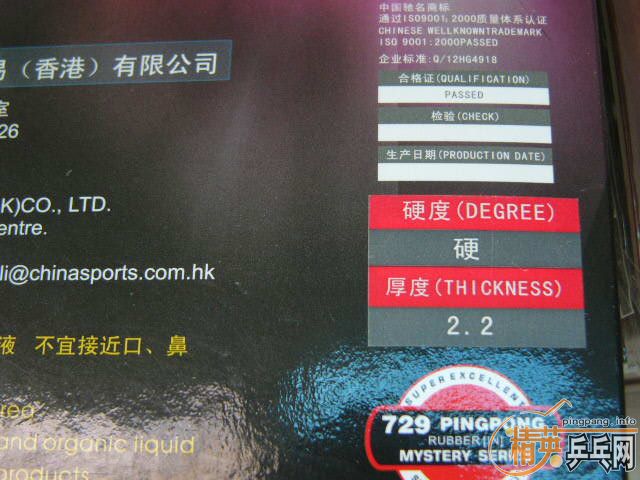 中国驰名商标
通过ISO9001:2000质量体系认证
CHINESE WELLKNOWNTRADEMARK
ISO 9001:2000PASSED
企业标准:Q/12HG4918
易（香港）有限公司
合格证(QUALIFICATION)
PASSED
室
26
检验(CHECK)
生产日期(PRODUCTION DATE)
K)CO., LTD.
entre.
li@chinasports.com.hk
硬度(DEGREE)
硬
厚度(THICKNESS)
2.2
液 不宜接近口、鼻
area
and organic liquid
products
SUPER EXCELLENT
729 PINGPONG
RUBBER
MYSTERY SER
pingpang.info
精英乒乓网